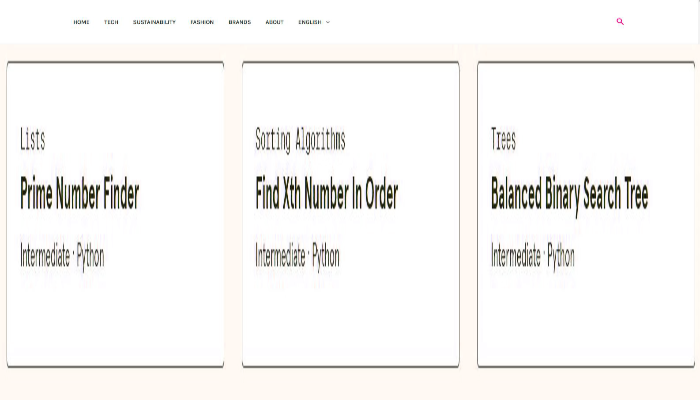 HOME TECH SUSTAINABILITY FASHION BRANDS ABOUT ENGLISH
Lists
Prime Number Finder
Intermediate · Python
Sorting Algorithms
Find Xth Number In Order
Intermediate · Python
Trees
Balanced Binary Search Tree
Intermediate · Python